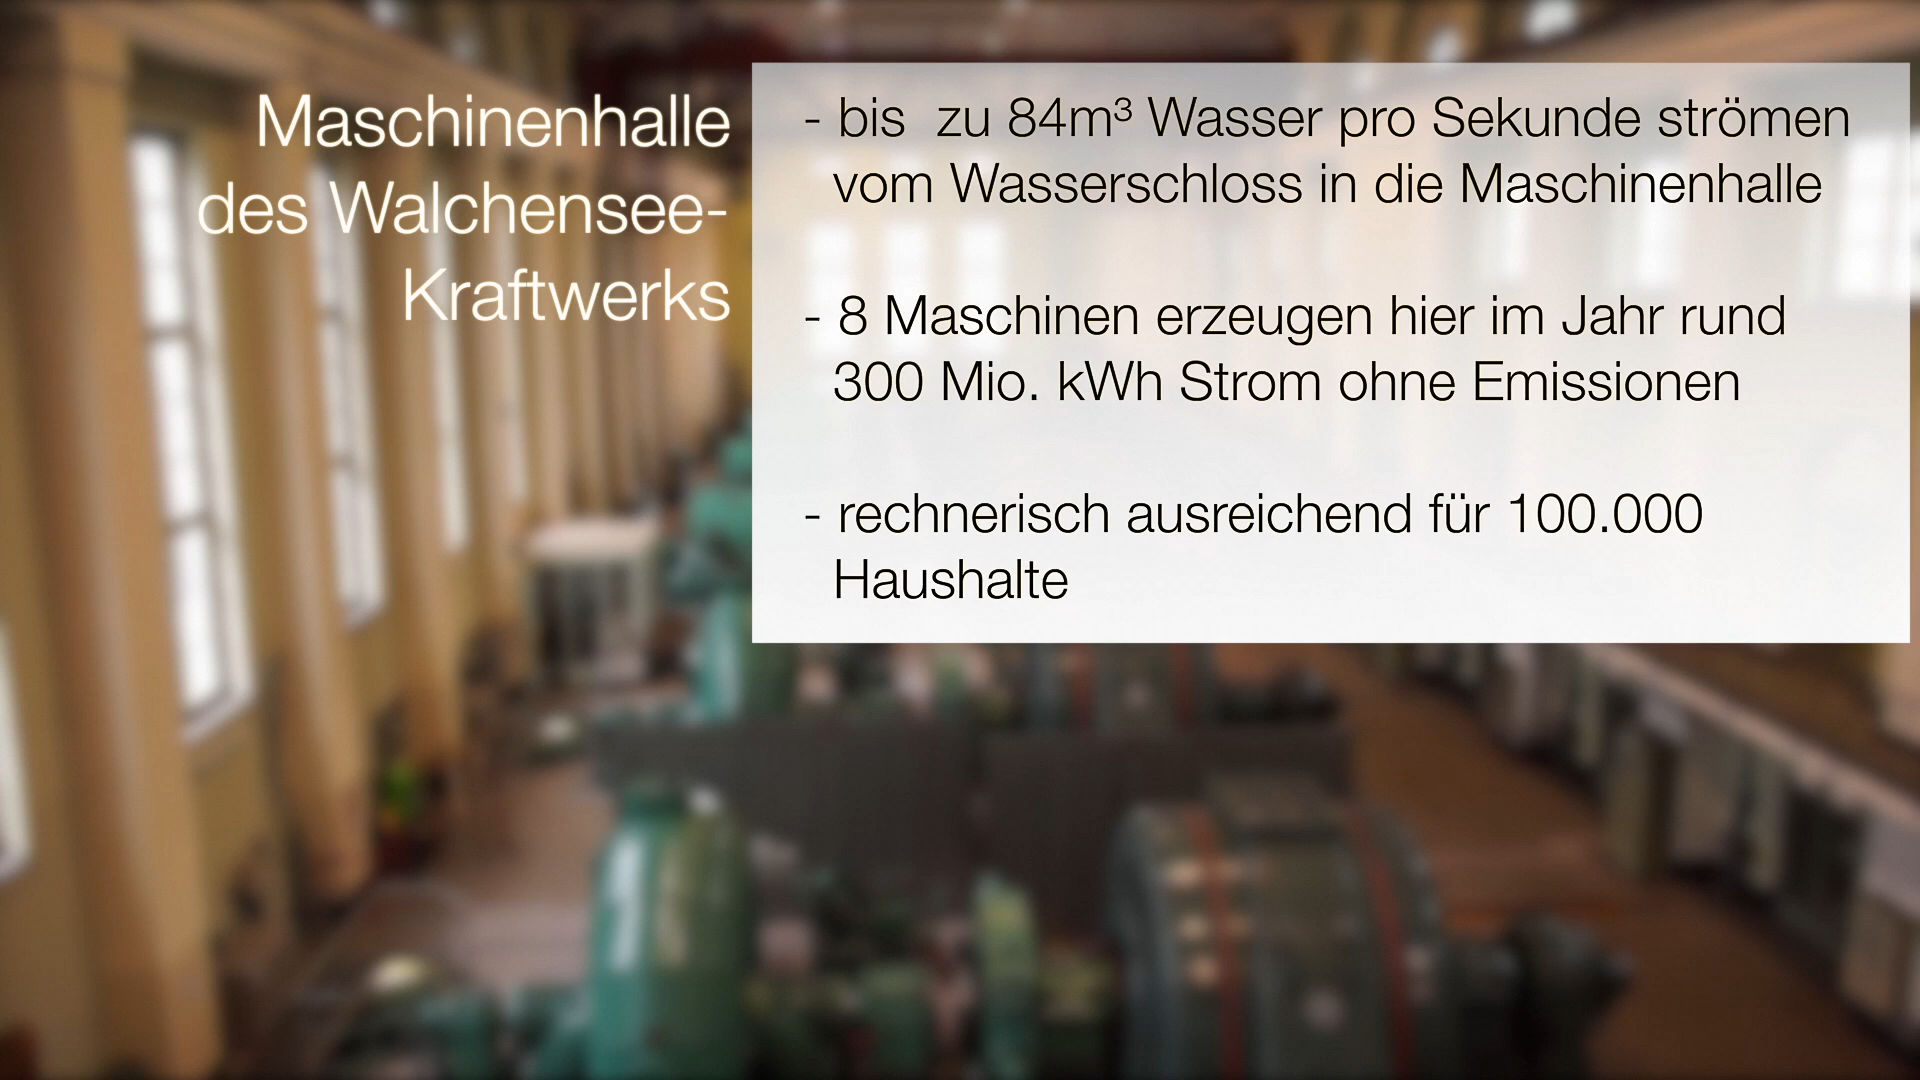 Maschinenhalle
des Walchensee-
Kraftwerks
- bis  zu 84m³ Wasser pro Sekunde strömen
vom Wasserschloss in die Maschinenhalle
- 8 Maschinen erzeugen hier im Jahr rund
300 Mio. kWh Strom ohne Emissionen
- rechnerisch ausreichend für 100.000
Haushalte